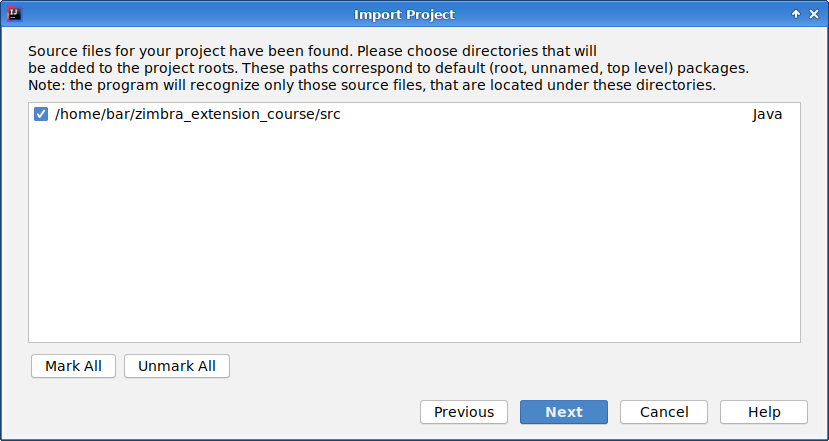 Import Project
Source files for your project have been found. Please choose directories that will
be added to the project roots. These paths correspond to default (root, unnamed, top level) packages.
Note: the program will recognize only those source files, that are located under these directories.
/home/bar/zimbra_extension_course/src Java
Mark All Unmark All
Previous Next Cancel Help